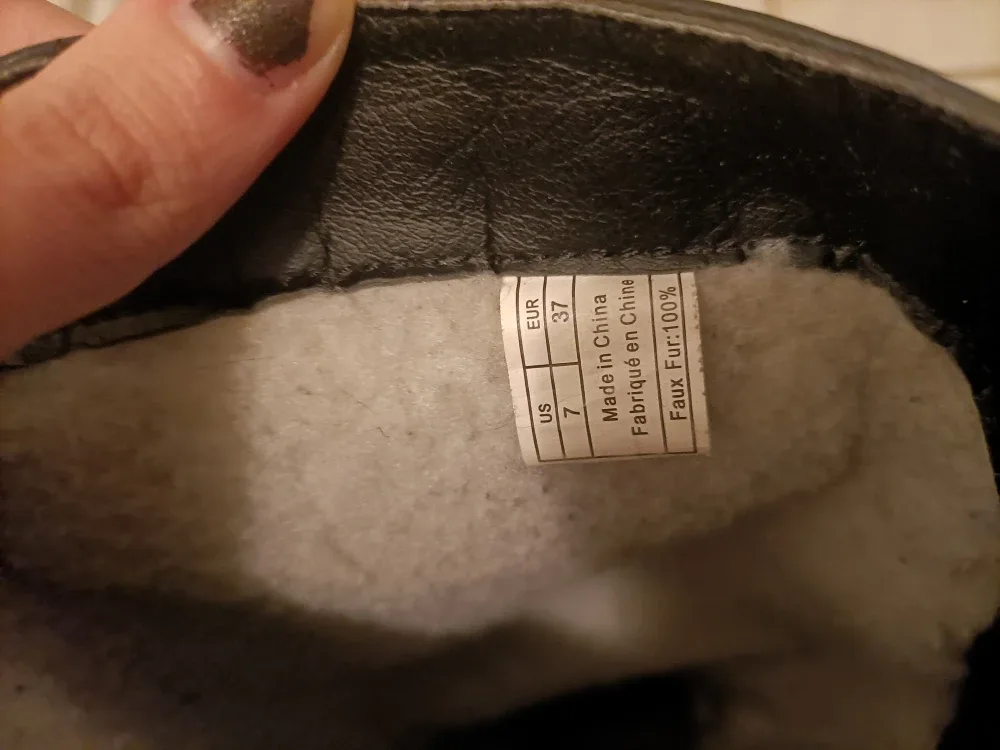 US EUR
7 37
Made in China
Fabriqué en Chine
Faux Fur:100%